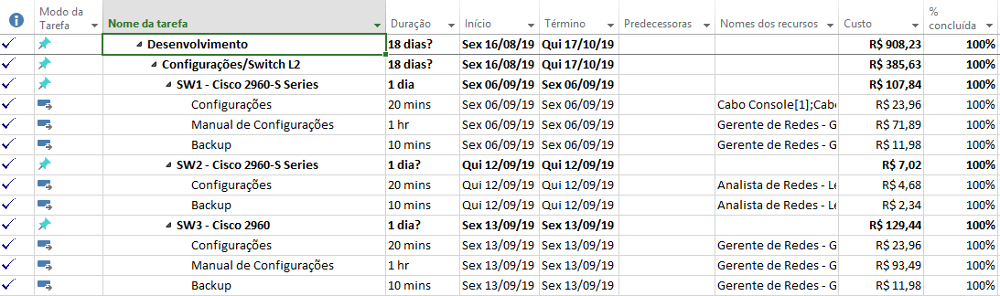 Modo da Tarefa Nome da tarefa Duração Início Término Predecessoras Nomes dos recursos Custo % concluída
Desenvolvimento 18 dias? Sex 16/08/19 Qui 17/10/19 R$ 908,23 100%
Configurações/Switch L2 18 dias? Sex 16/08/19 Qui 17/10/19 R$ 385,63 100%
SW1 - Cisco 2960-S Series 1 dia Sex 06/09/19 Sex 06/09/19 R$ 107,84 100%
Configurações 20 mins Sex 06/09/19 Sex 06/09/19 Cabo Console[1];Cabo R$ 23,96 100%
Manual de Configurações 1 hr Sex 06/09/19 Sex 06/09/19 Gerente de Redes - G R$ 71,89 100%
Backup 10 mins Sex 06/09/19 Sex 06/09/19 Gerente de Redes - G R$ 11,98 100%
SW2 - Cisco 2960-S Series 1 dia? Qui 12/09/19 Qui 12/09/19 R$ 7,02 100%
Configurações 20 mins Qui 12/09/19 Qui 12/09/19 Analista de Redes - Le R$ 4,68 100%
Backup 10 mins Qui 12/09/19 Qui 12/09/19 Analista de Redes - Le R$ 2,34 100%
SW3 - Cisco 2960 1 dia? Sex 13/09/19 Sex 13/09/19 R$ 129,44 100%
Configurações 20 mins Sex 13/09/19 Sex 13/09/19 Gerente de Redes - G R$ 23,96 100%
Manual de Configurações 1 hr Sex 13/09/19 Sex 13/09/19 Gerente de Redes - G R$ 93,49 100%
Backup 10 mins Sex 13/09/19 Sex 13/09/19 Gerente de Redes - G R$ 11,98 100%